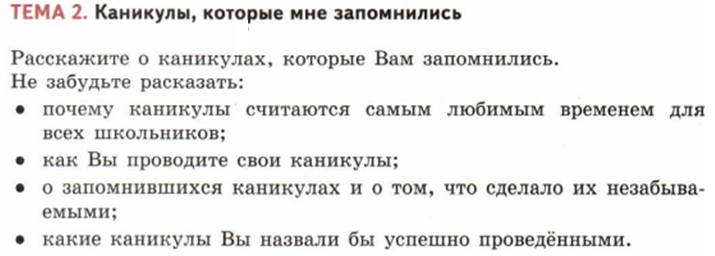 ТЕМА 2. Каникулы, которые мне запомнились
Расскажите о каникулах, которые Вам запомнились.
Не забудьте рассказать:
• почему каникулы считаются самым любимым временем для
всех школьников;
• как Вы проводите свои каникулы;
• о запомнившихся каникулах и о том, что сделало их незабыва-
емыми;
• какие каникулы Вы назвали бы успешно проведёнными.